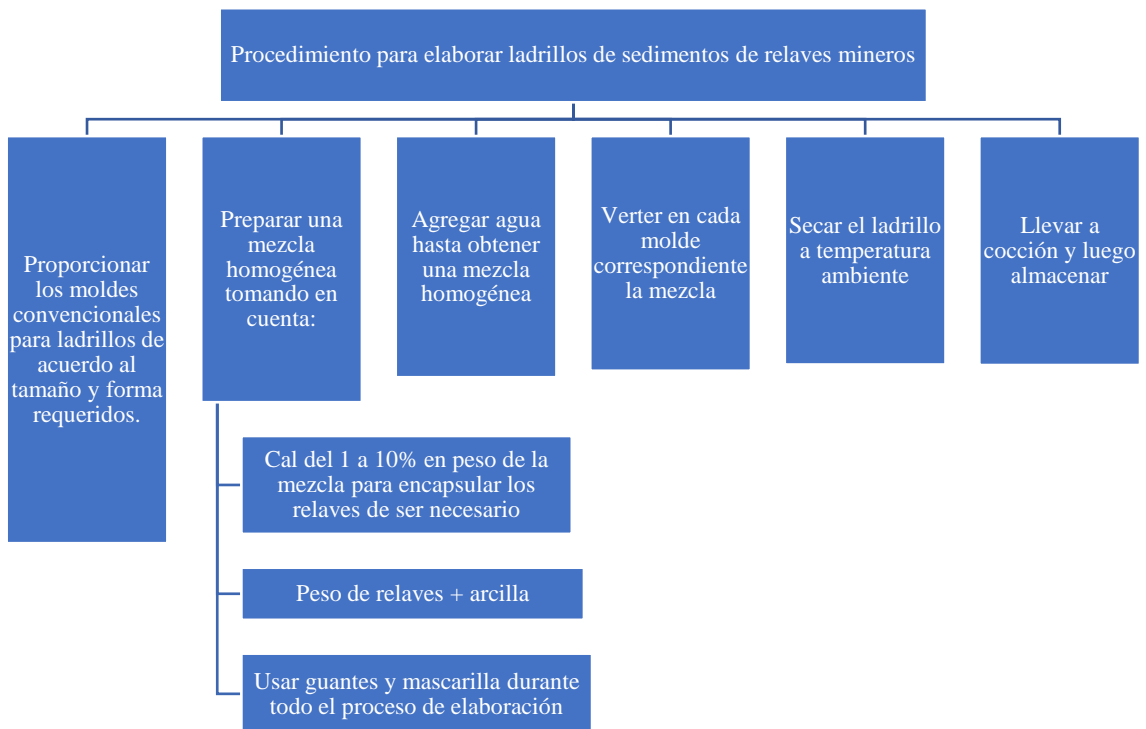 Procedimiento para elaborar ladrillos de sedimentos de relaves mineros
Proporcionar
los moldes
convencionales
para ladrillos de
acuerdo al
tamaño y forma
requeridos.
Preparar una
mezcla
homogénea
tomando en
cuenta:
Cal del 1 a 10% en peso de la
mezcla para encapsular los
relaves de ser necesario
Peso de relaves + arcilla
Usar guantes y mascarilla durante
todo el proceso de elaboración
Agregar agua
hasta obtener
una mezcla
homogénea
Verter en cada
molde
correspondiente
la mezcla
Secar el ladrillo
a temperatura
ambiente
Llevar a
cocción y luego
almacenar